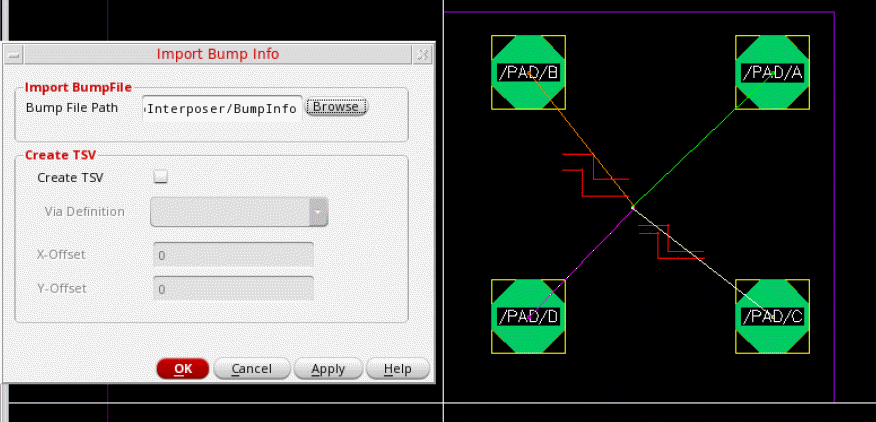 Import Bump Info
Import BumpFile
Bump File Path
Interposer/BumpInfo
Browse
Create TSV
Create TSV
Via Definition
X-Offset
0
Y-Offset
0
OK
Cancel
Apply
Help
/PAD/B
/PAD/A
/PAD/D
/PAD/C